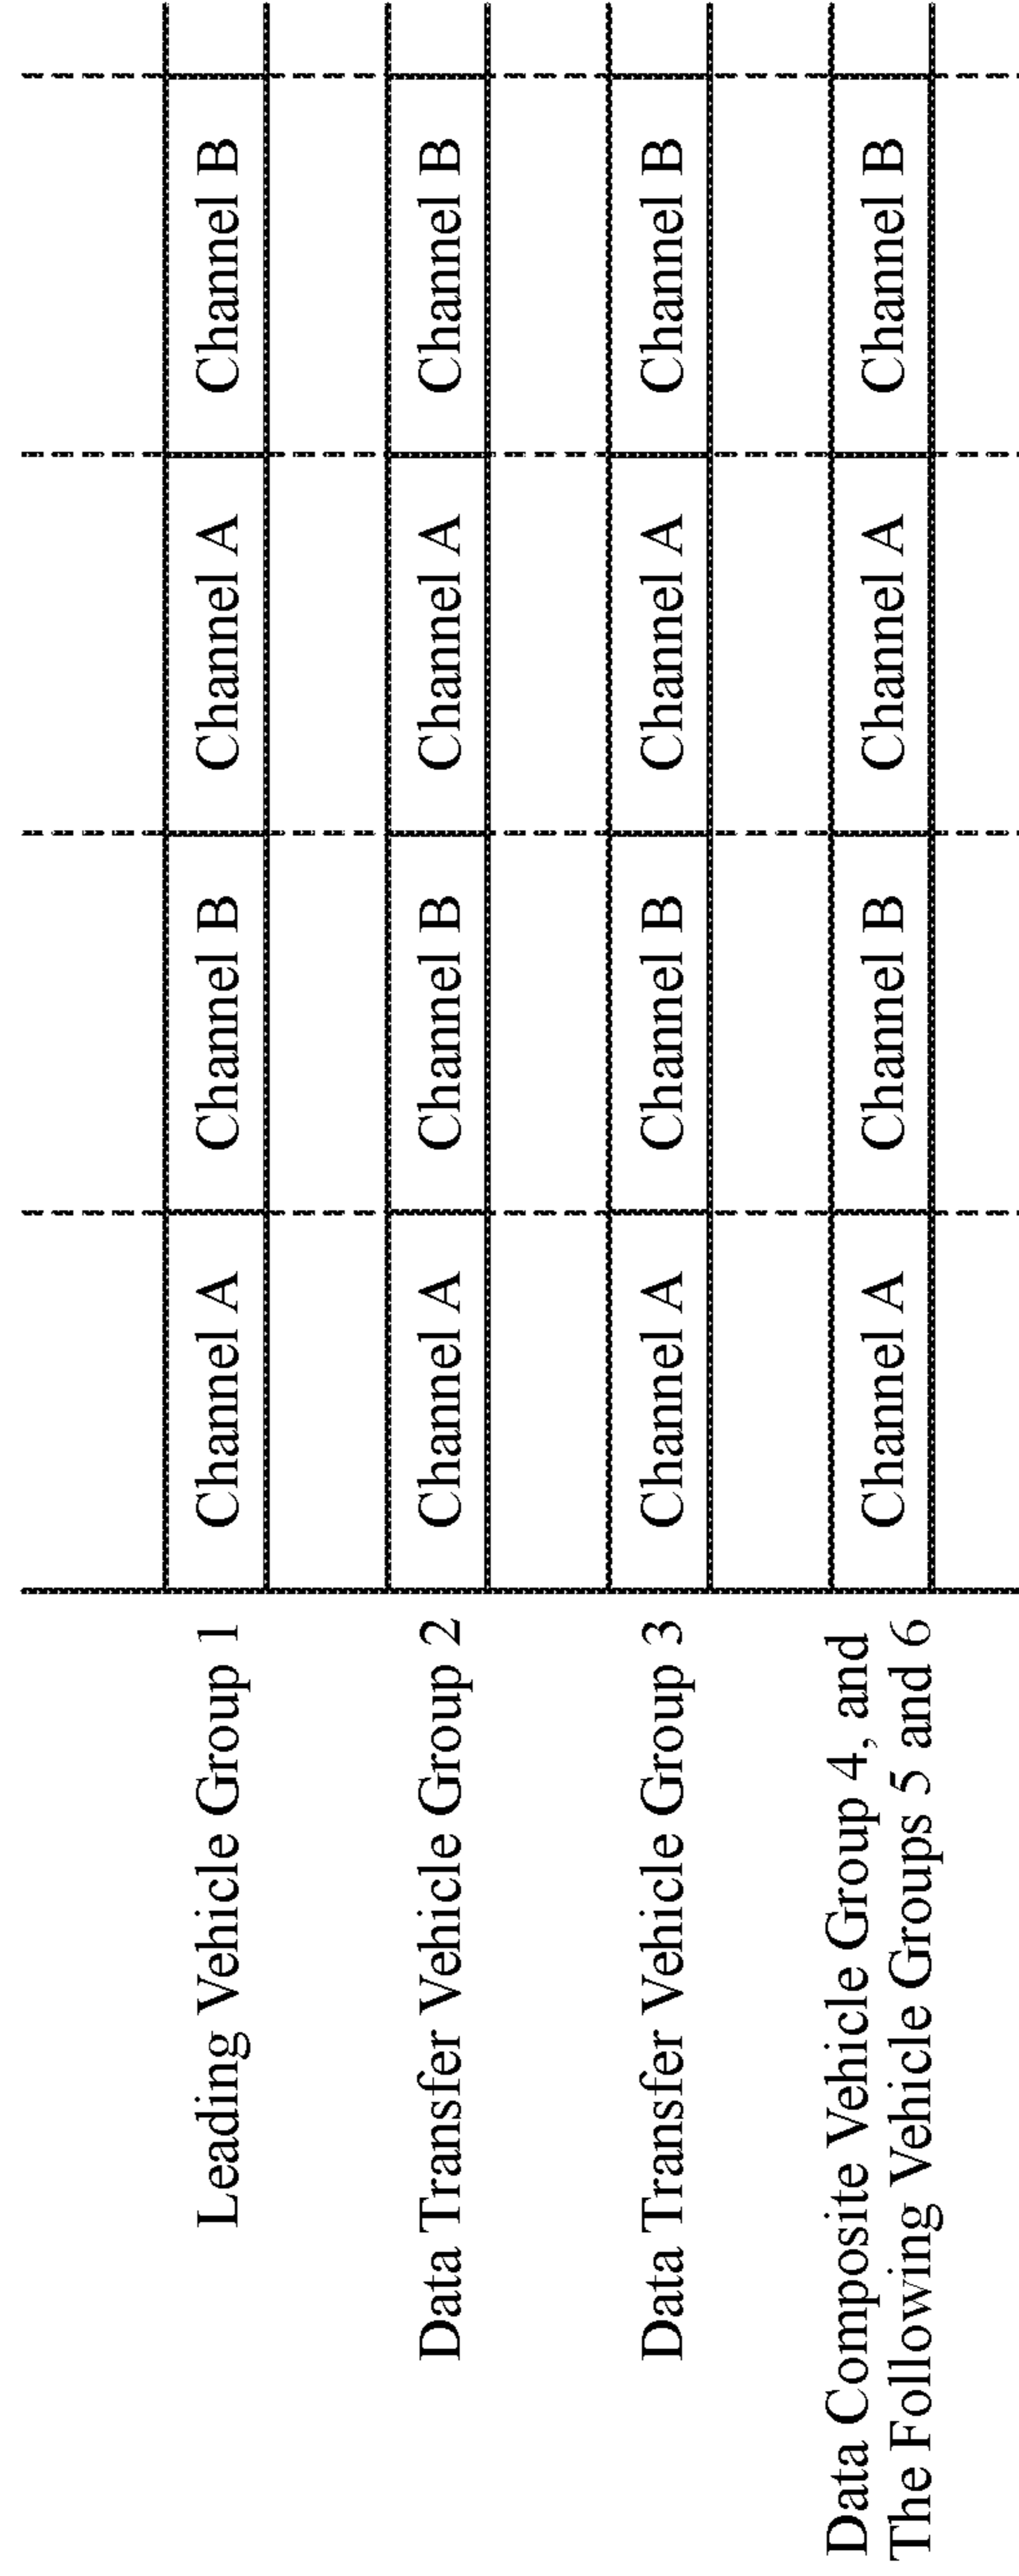 Leading Vehicle Group 1
Channel A
Channel B
Channel A
Channel B
Data Transfer Vehicle Group 2
Channel A
Channel B
Channel A
Channel B
Data Transfer Vehicle Group 3
Channel A
Channel B
Channel A
Channel B
Data Composite Vehicle Group 4, and
The Following Vehicle Groups 5 and 6
Channel A
Channel B
Channel A
Channel B